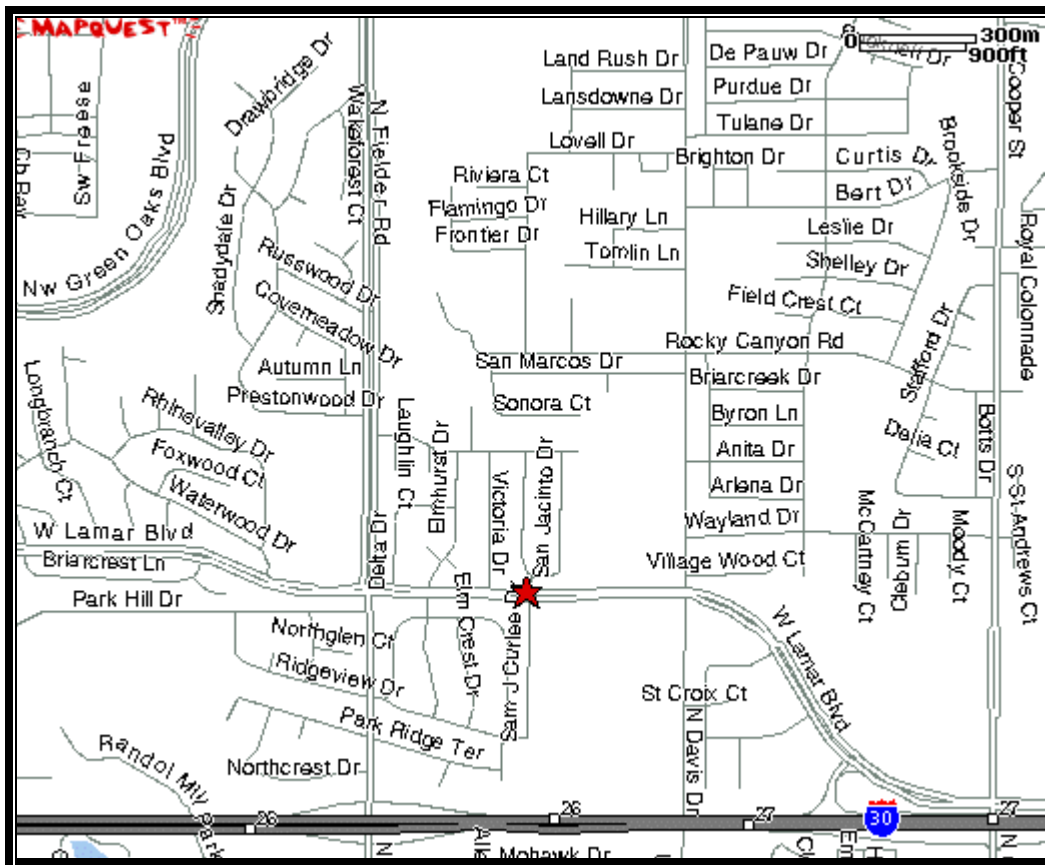 MAPQUEST
0 300m
900ft
Drawbridge Dr
Land Rush Dr
De Pauw Dr
Sw-Freese
Wakeforest Ct
N-Fielder-Rd
Lansdowne Dr
Purdue Dr
Cooper St
Lovell Dr
Tulane Dr
Brighton Dr
Curtis Dr
Brookside Dr
Riviera Ct
Bert Dr
Nw Green Oaks Blvd
Shadydale Dr
Flamingo Dr
Hillary Ln
Frontier Dr
Leslie Dr
Royal Colonnade
Russwood Dr
Tomlin Ln
Shelley Dr
Covemeadow Dr
Field Crest Ct
Stafford Dr
Rocky Canyon Rd
San Marcos Dr
Autumn Ln
Briarcreek Dr
Longbranch Ct
Prestonwood Dr
Sonora Ct
Byron Ln
Rhinevalley Dr
Laughlin Ct
Elmhurst Dr
Botts Dr
Foxwood Ct
Anita Dr
Delia Ct
Victoria Dr
San Jacinto Dr
Arlena Dr
Waterwood Dr
S-St-Andrews Ct
W Lamar Blvd
Wayland Dr
McCartney Ct
Cleburn Dr
Moody Ct
Briarcrest Ln
Delta Dr
Village Wood Ct
Park Hill Dr
Elm Crest Dr
Sam J Curlee D
Northglen Ct
W Lamar Blvd
Ridgeview Dr
St Croix Ct
Park Ridge Ter
N Davis Dr
Randol Mill Park
Northcrest Dr
26
26
27
30
27
N
N
Mohawk Dr